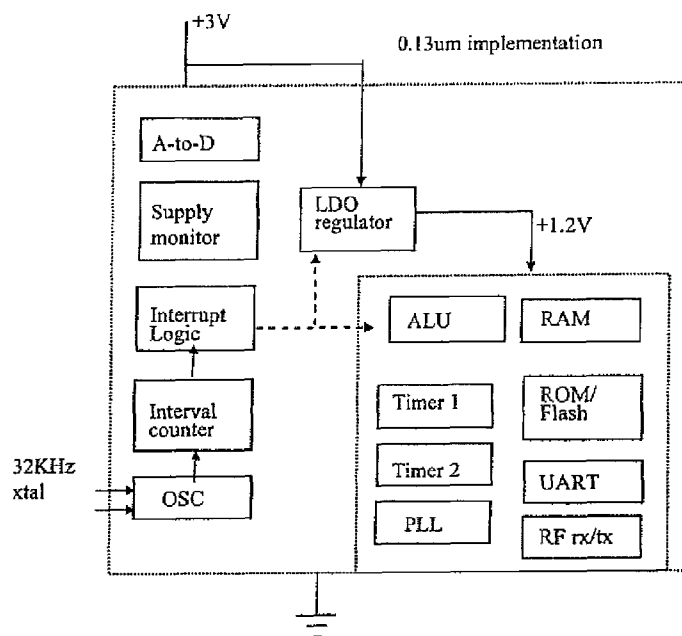 +3V
0.13um implementation
A-to-D
Supply
monitor
LDO
regulator
+1.2V
Interrupt
Logic
ALU
RAM
Interval
counter
Timer 1
ROM/
Flash
32KHz
xtal
OSC
Timer 2
UART
PLL
RF rx/tx